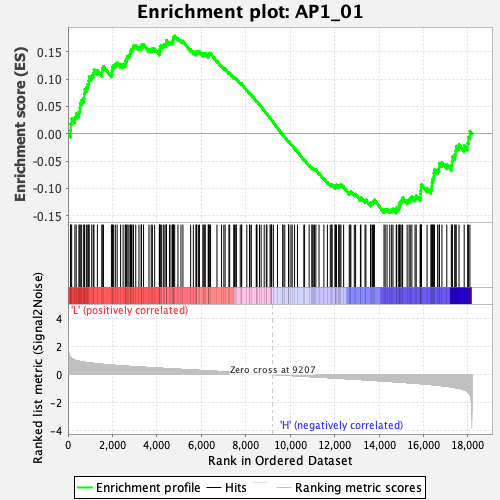 Enrichment plot: AP1_01
Enrichment score (ES)
0.15
0.10
0.05
0.00
-0.05
-0.10
-0.15
'L' (positively correlated)
Ranked list metric (Signal2Noise)
4
2
0
-2
-4
Zero cross at 9207
'H' (negatively correlated)
0
2,000
4,000
6,000
8,000
10,000
12,000
14,000
16,000
18,000
Rank in Ordered Dataset
Enrichment profile
Hits
Ranking metric scores